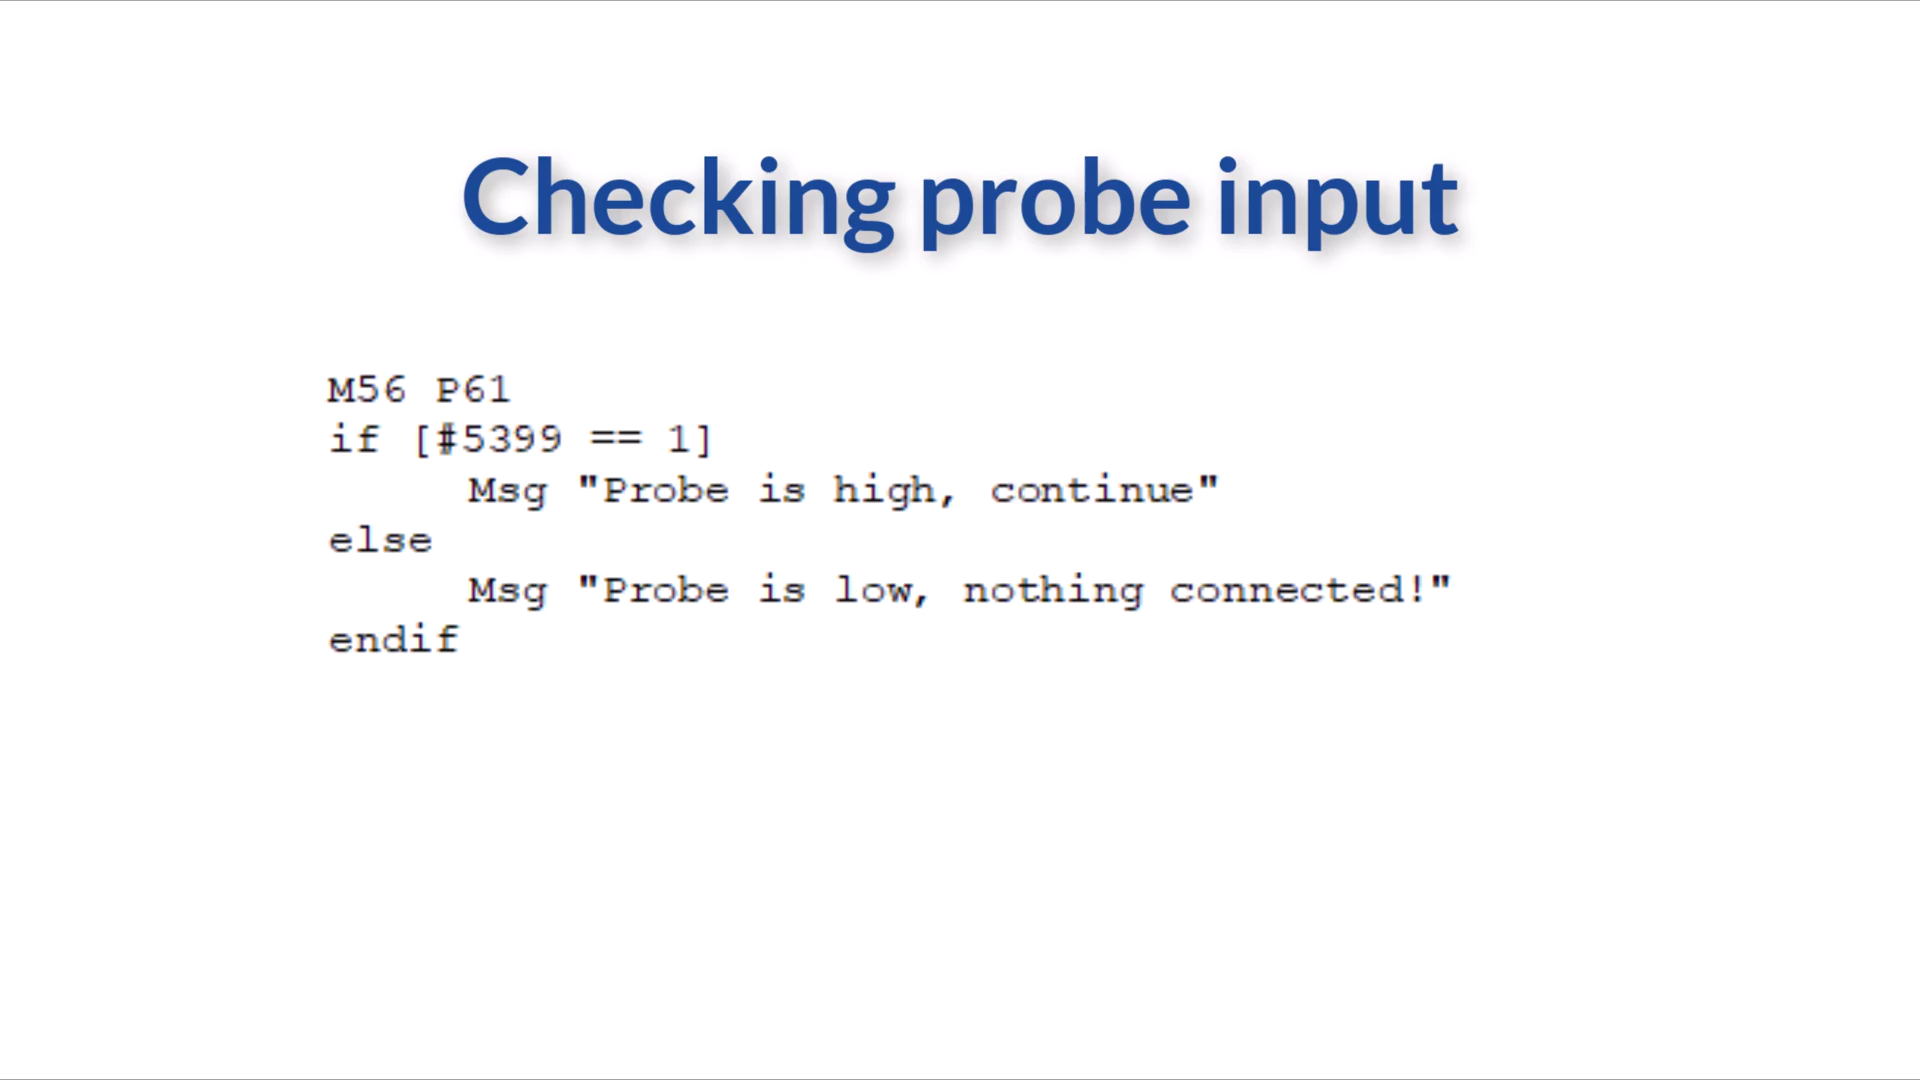 Checking probe input
M56 P61
if [#5399 == 1]
Msg "Probe is high, continue"
else
Msg "Probe is low, nothing connected!"
endif